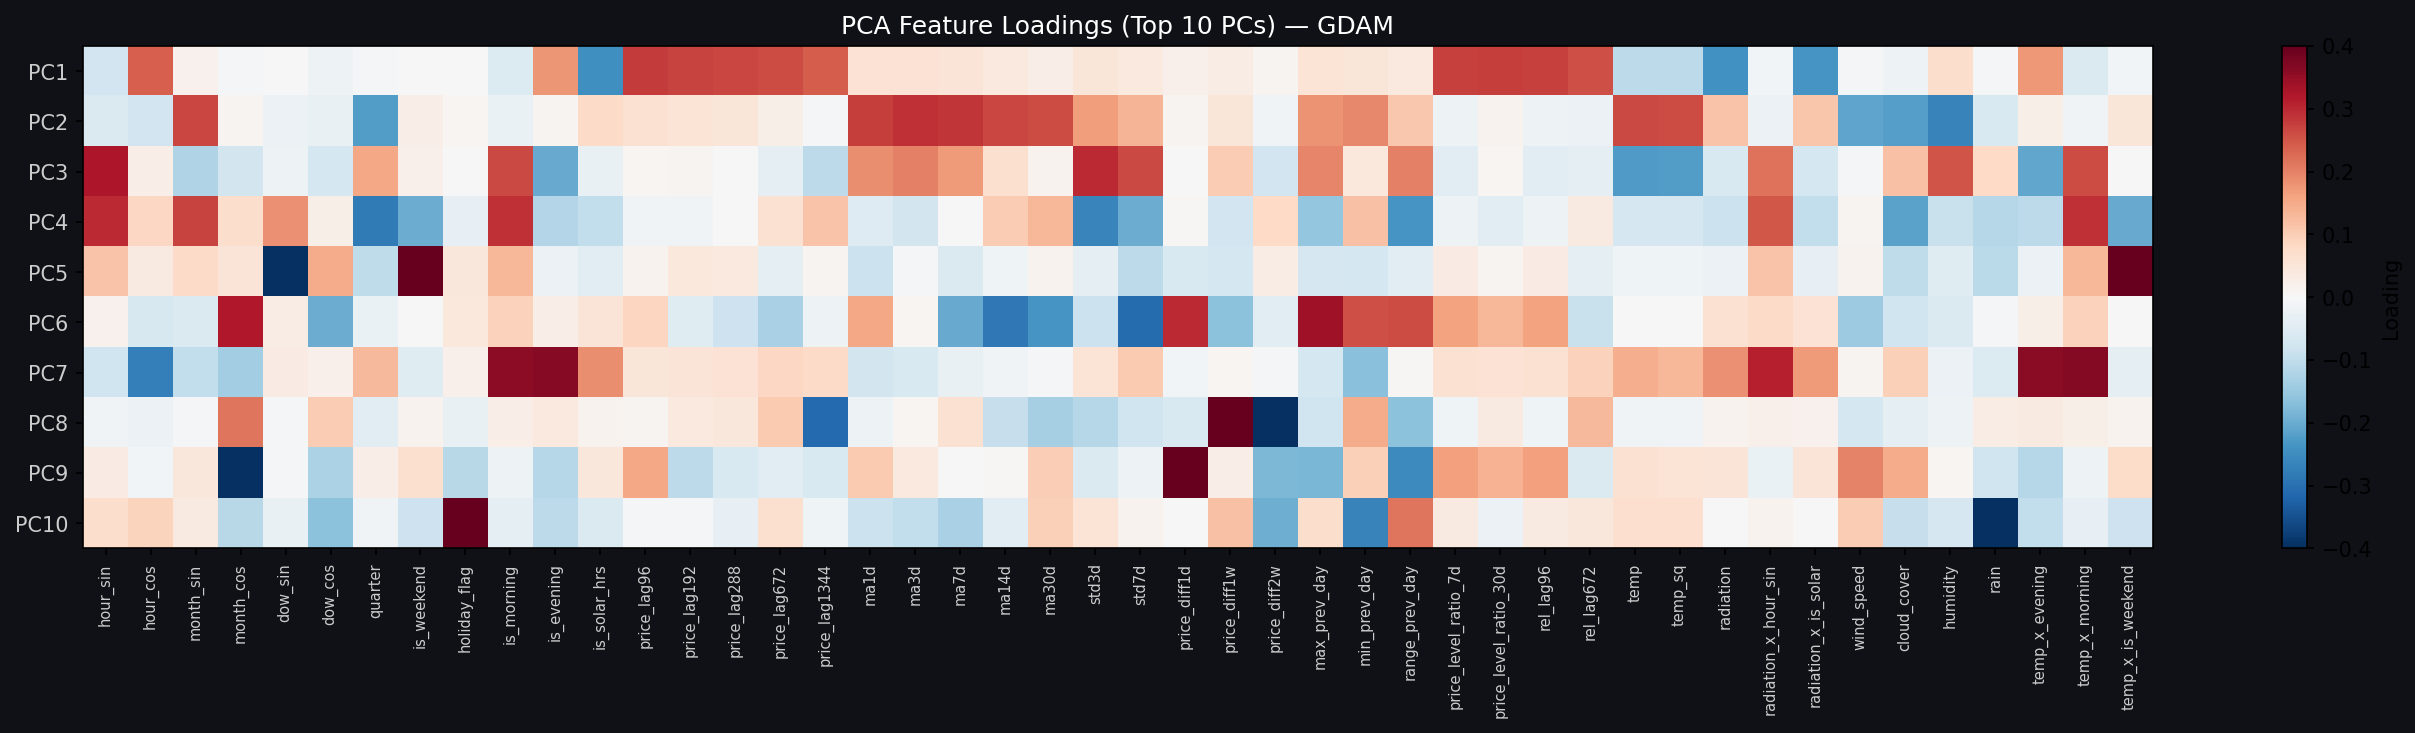 PCA Feature Loadings (Top 10 PCs) — GDAM
PC1
PC2
PC3
PC4
PC5
PC6
PC7
PC8
PC9
PC10
hour_sin
hour_cos
month_sin
month_cos
dow_sin
dow_cos
quarter
is_weekend
holiday_flag
is_morning
is_evening
is_solar_hrs
price_lag96
price_lag192
price_lag288
price_lag672
price_lag1344
ma1d
ma3d
ma7d
ma14d
ma30d
std3d
std7d
price_diff1d
price_diff1w
price_diff2w
max_prev_day
min_prev_day
range_prev_day
price_level_ratio_7d
price_level_ratio_30d
rel_lag96
rel_lag672
temp
temp_sq
radiation
radiation_x_hour_sin
radiation_x_is_solar
wind_speed
cloud_cover
humidity
rain
temp_x_evening
temp_x_morning
temp_x_is_weekend
0.4
0.3
0.2
0.1
0.0
−0.1
−0.2
−0.3
−0.4
Loading